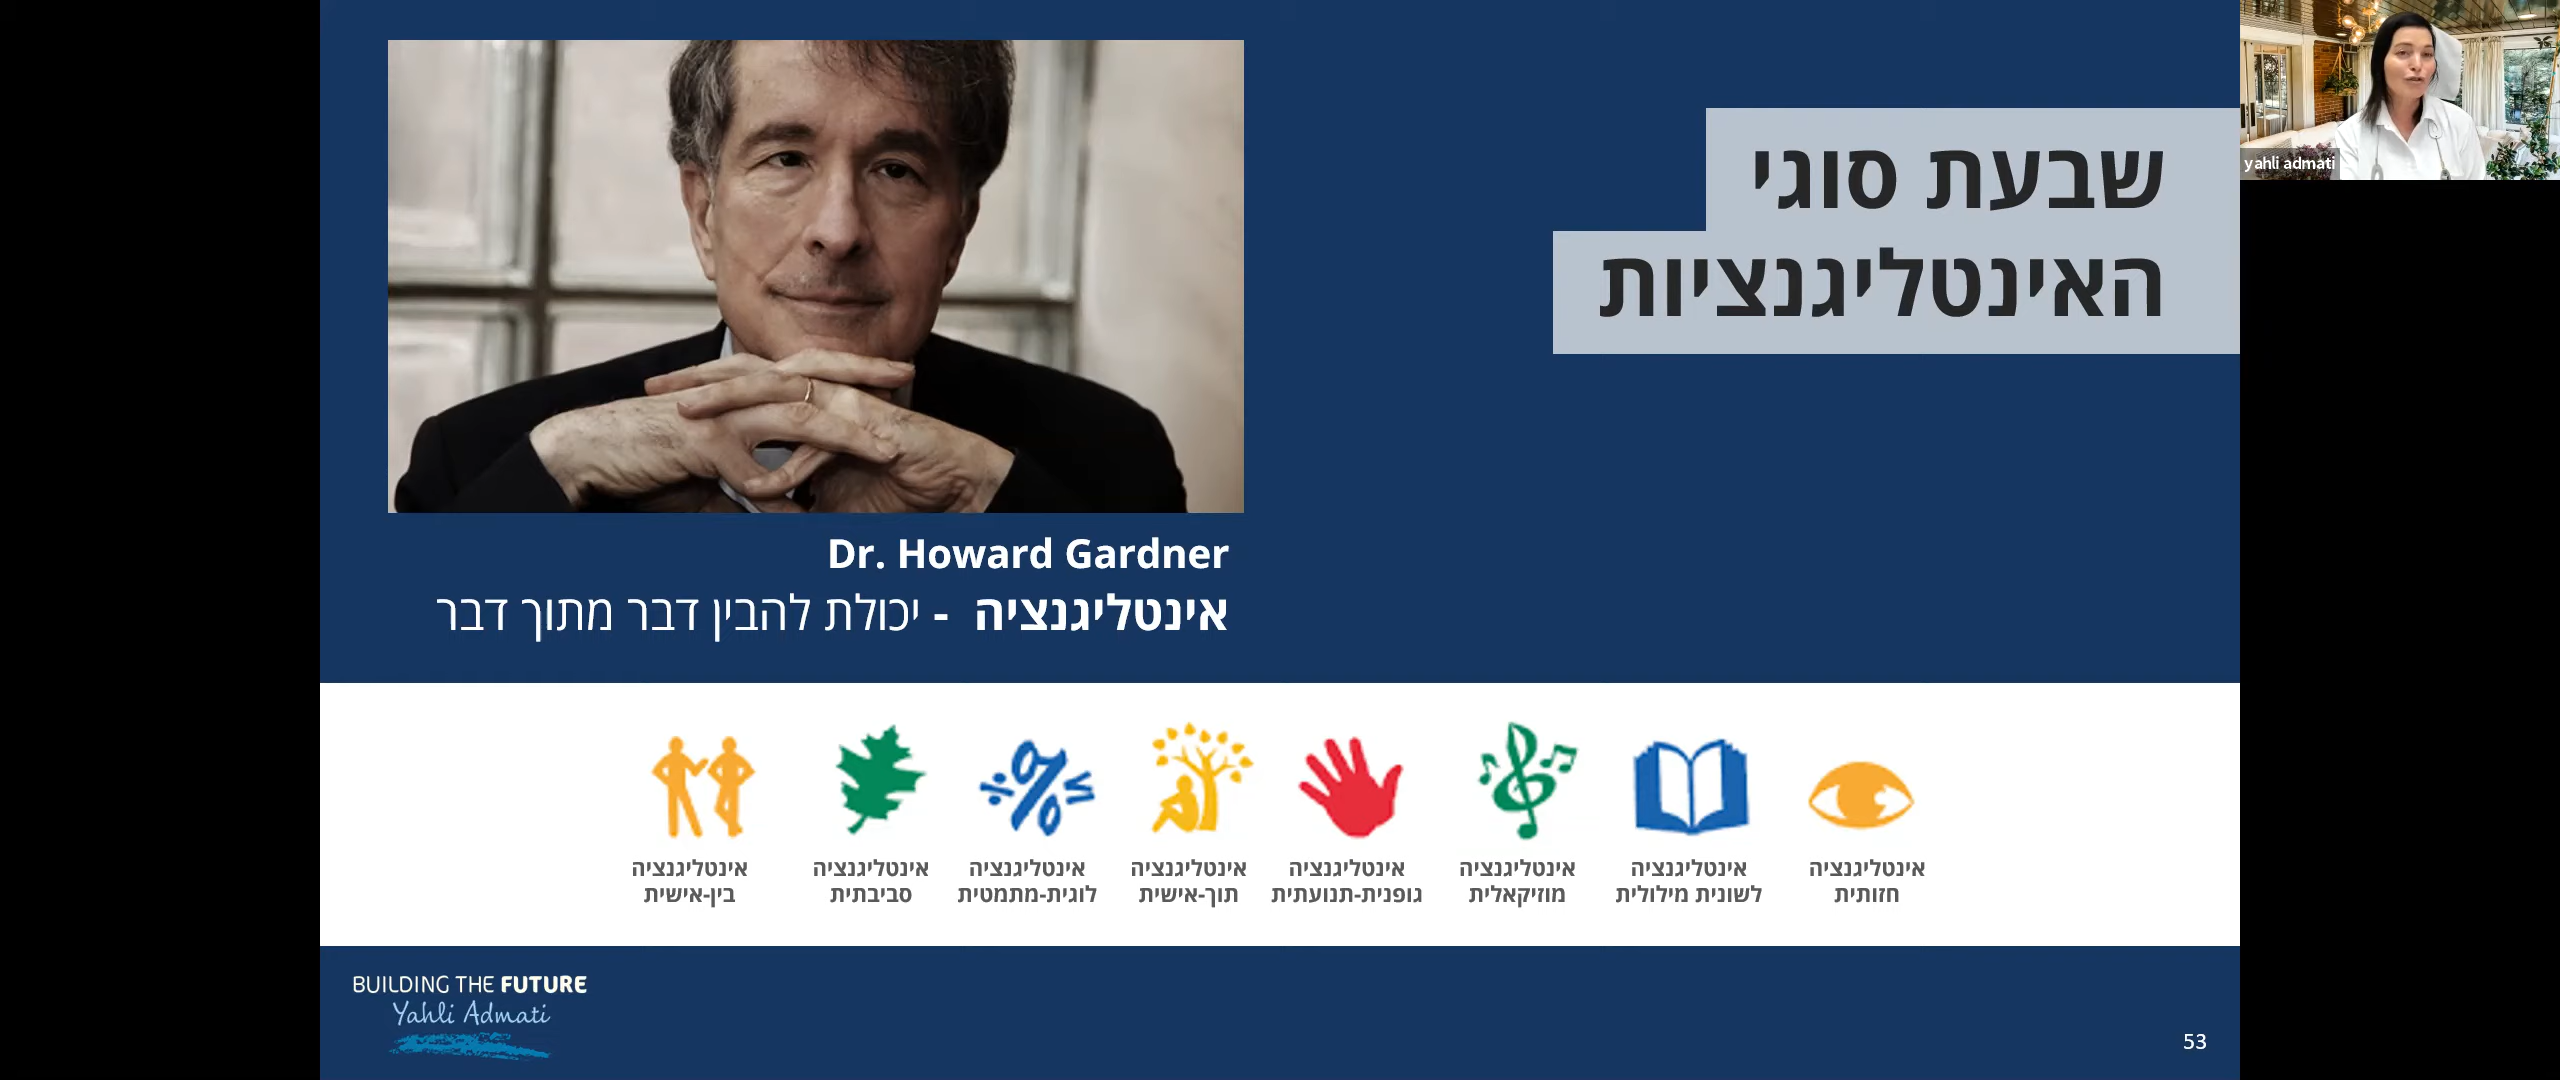 שבעת סוגי
האינטליגנציות
yahli admati
Dr. Howard Gardner
אינטליגנציה - יכולת להבין דבר מתוך דבר
אינטליגנציה
חזותית
אינטליגנציה
לשונית מילולית
אינטליגנציה
מוזיקאלית
אינטליגנציה
גופנית-תנועתית
אינטליגנציה
תוך-אישית
אינטליגנציה
לוגית-מתמטית
אינטליגנציה
סביבתית
אינטליגנציה
בין-אישית
BUILDING THE FUTURE
Yahli Admati
53